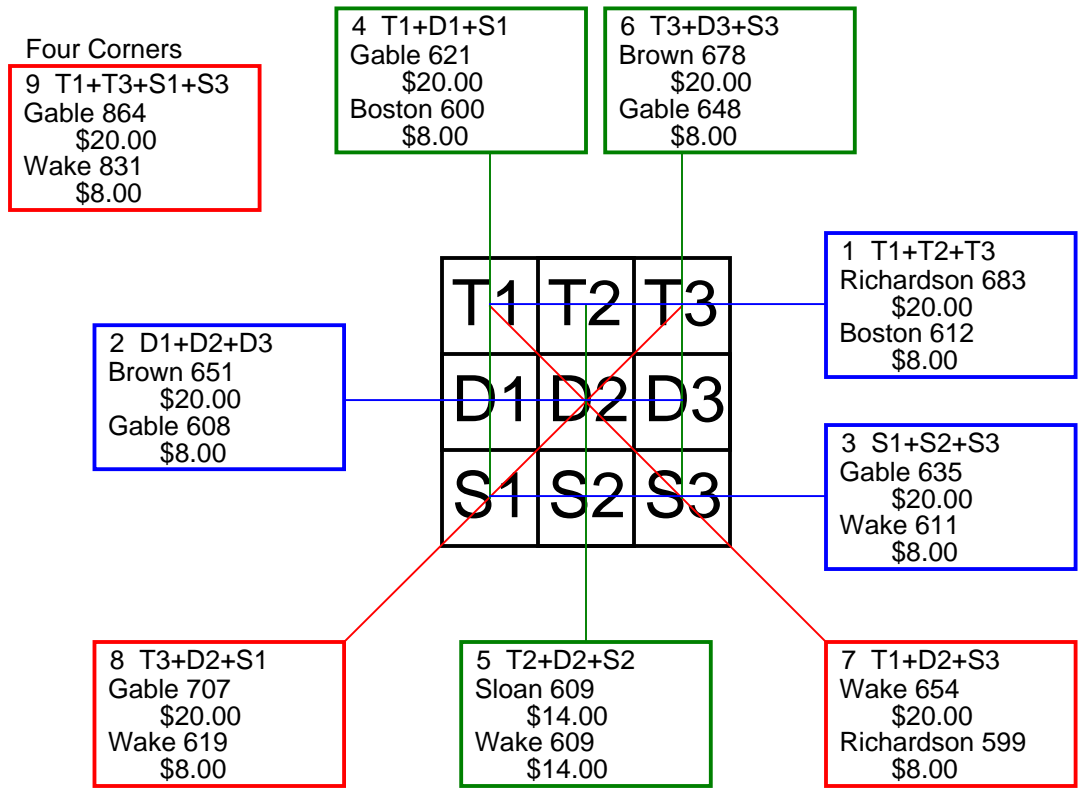 4 T1+D1+S1
Gable 621
$20.00
Boston 600
$8.00
6 T3+D3+S3
Brown 678
$20.00
Gable 648
$8.00
Four Corners
9 T1+T3+S1+S3
Gable 864
$20.00
Wake 831
$8.00
1 T1+T2+T3
Richardson 683
$20.00
Boston 612
$8.00
T1 T2 T3
D1 D2 D3
S1 S2 S3
2 D1+D2+D3
Brown 651
$20.00
Gable 608
$8.00
3 S1+S2+S3
Gable 635
$20.00
Wake 611
$8.00
8 T3+D2+S1
Gable 707
$20.00
Wake 619
$8.00
5 T2+D2+S2
Sloan 609
$14.00
Wake 609
$14.00
7 T1+D2+S3
Wake 654
$20.00
Richardson 599
$8.00